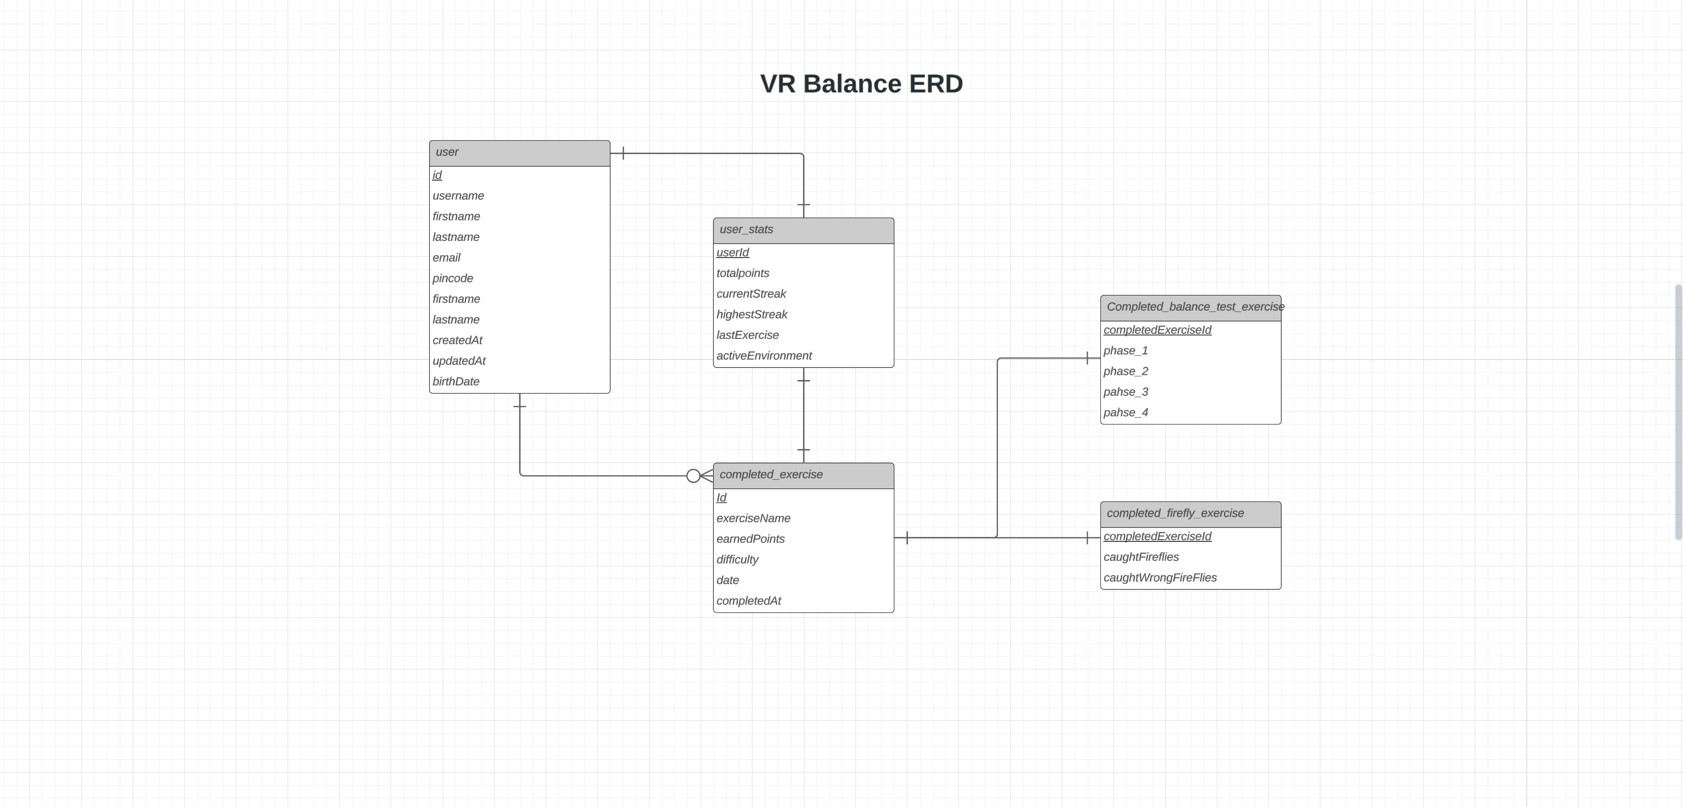 VR Balance ERD
user
id
username
firstname
lastname
email
pincode
firstname
lastname
createdAt
updatedAt
birthDate
user_stats
userId
totalpoints
currentStreak
highestStreak
lastExercise
activeEnvironment
completed_exercise
Id
exerciseName
earnedPoints
difficulty
date
completedAt
Completed_balance_test_exercise
completedExerciseId
phase_1
phase_2
pahse_3
pahse_4
completed_firefly_exercise
completedExerciseId
caughtFireflies
caughtWrongFireFlies